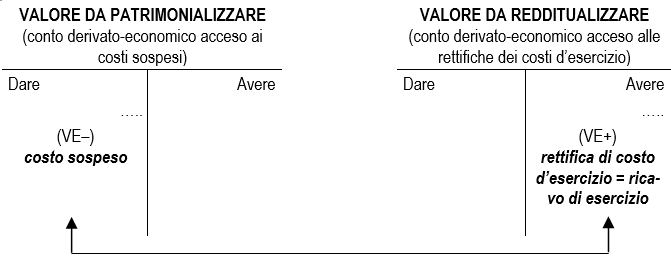 VALORE DA PATRIMONIALIZZARE
(conto derivato-economico acceso ai
costi sospesi)
Dare
Avere
.....
(VE–)
costo sospeso
VALORE DA REDDITUALIZZARE
(conto derivato-economico acceso alle
rettifiche dei costi d’esercizio)
Dare
Avere
.....
(VE+)
rettifica di costo
d’esercizio = rica-
vo di esercizio